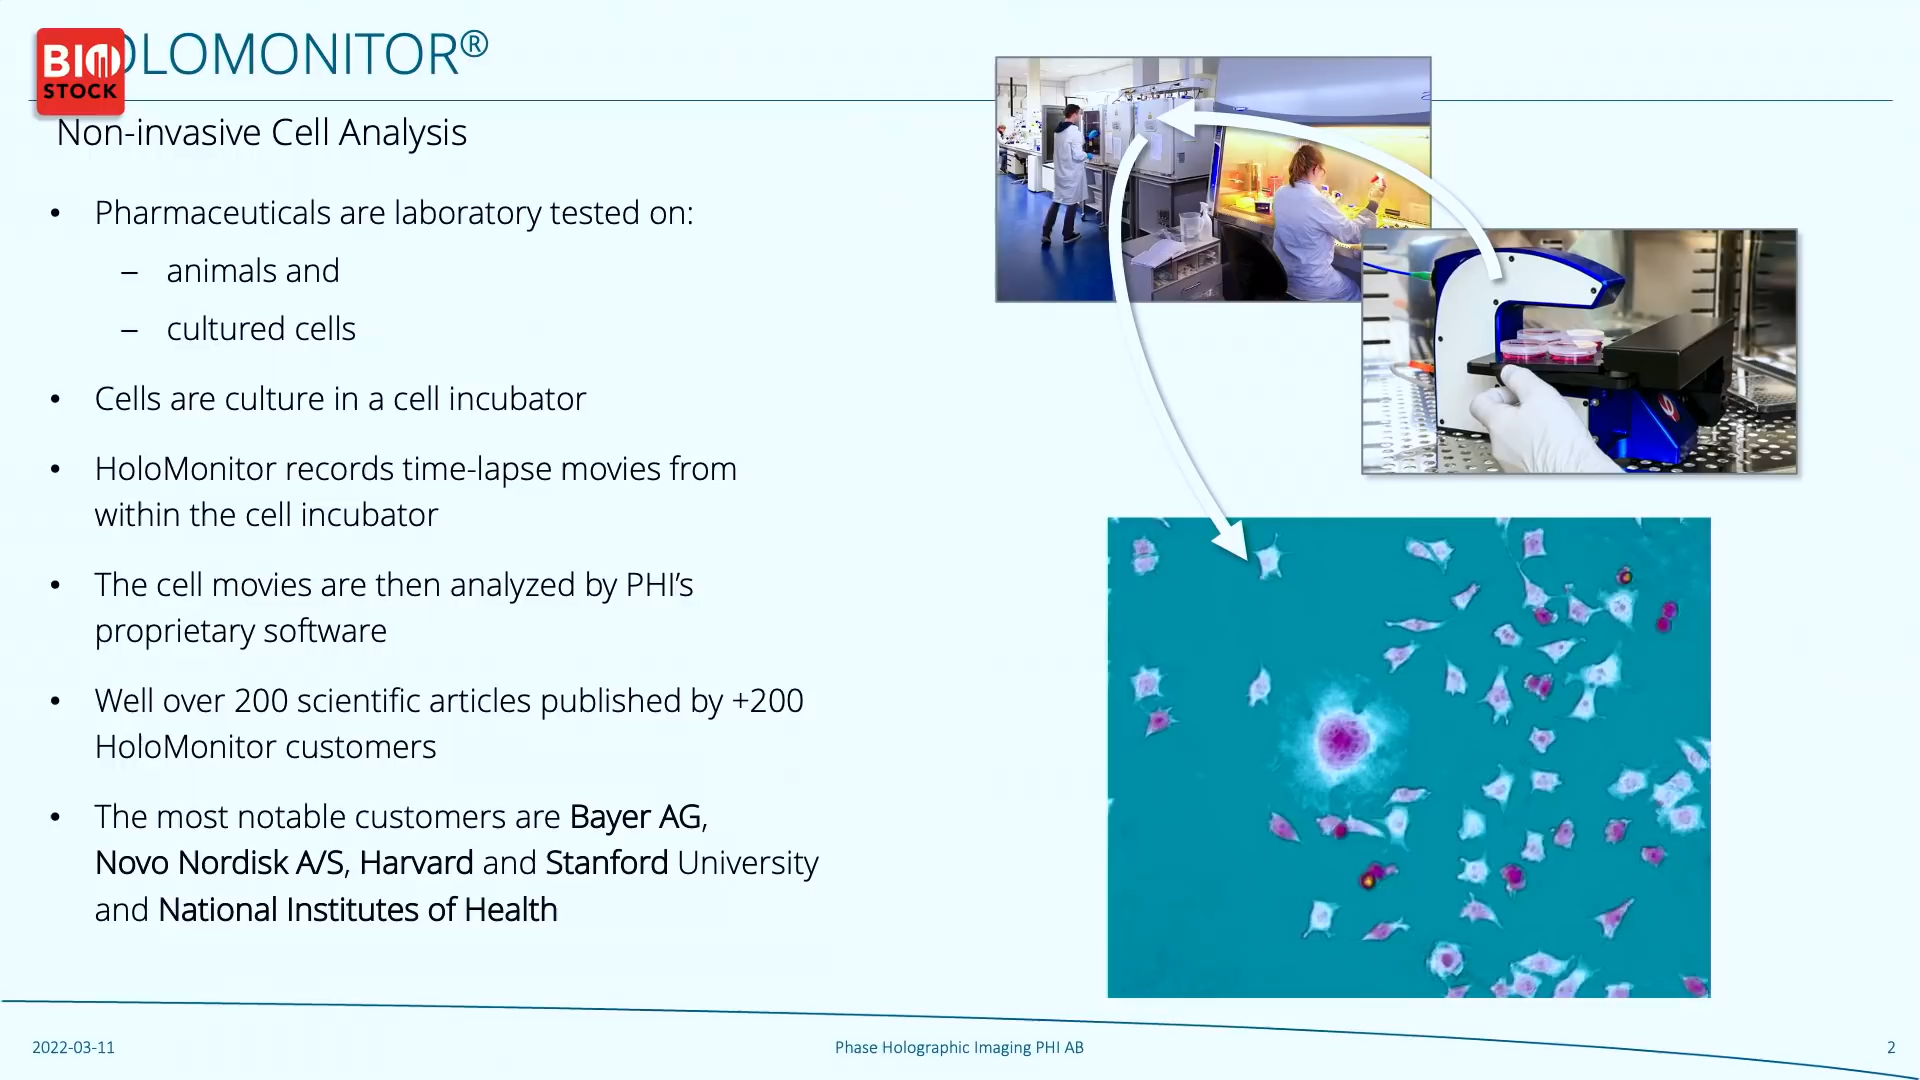 BIO STOCK
OLOMONITOR®
Non-invasive Cell Analysis
• Pharmaceuticals are laboratory tested on:
– animals and
– cultured cells
• Cells are culture in a cell incubator
• HoloMonitor records time-lapse movies from
within the cell incubator
• The cell movies are then analyzed by PHI’s
proprietary software
• Well over 200 scientific articles published by +200
HoloMonitor customers
• The most notable customers are Bayer AG,
Novo Nordisk A/S, Harvard and Stanford University
and National Institutes of Health
2022-03-11
Phase Holographic Imaging PHI AB
2